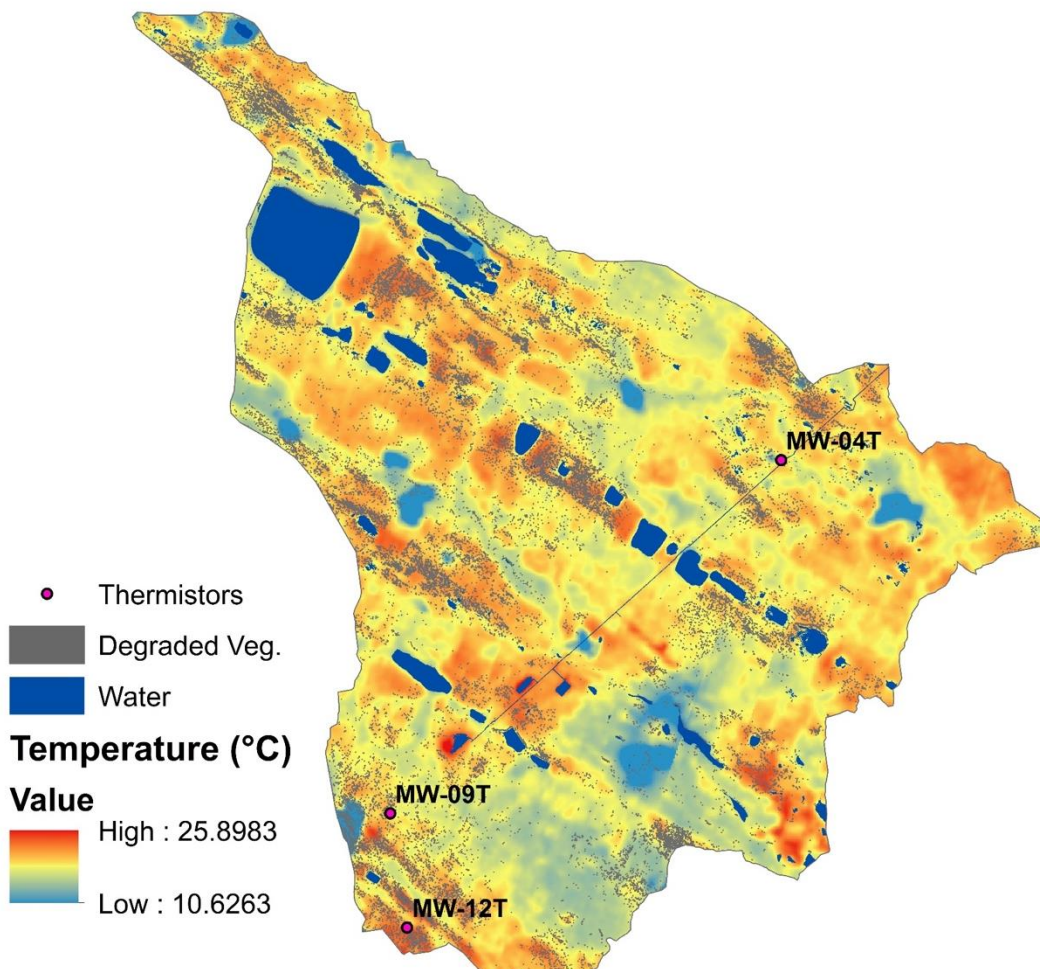 MW-04T
Thermistors
Degraded Veg.
Water
Temperature (°C)
Value
High : 25.8983
Low : 10.6263
MW-09T
MW-12T